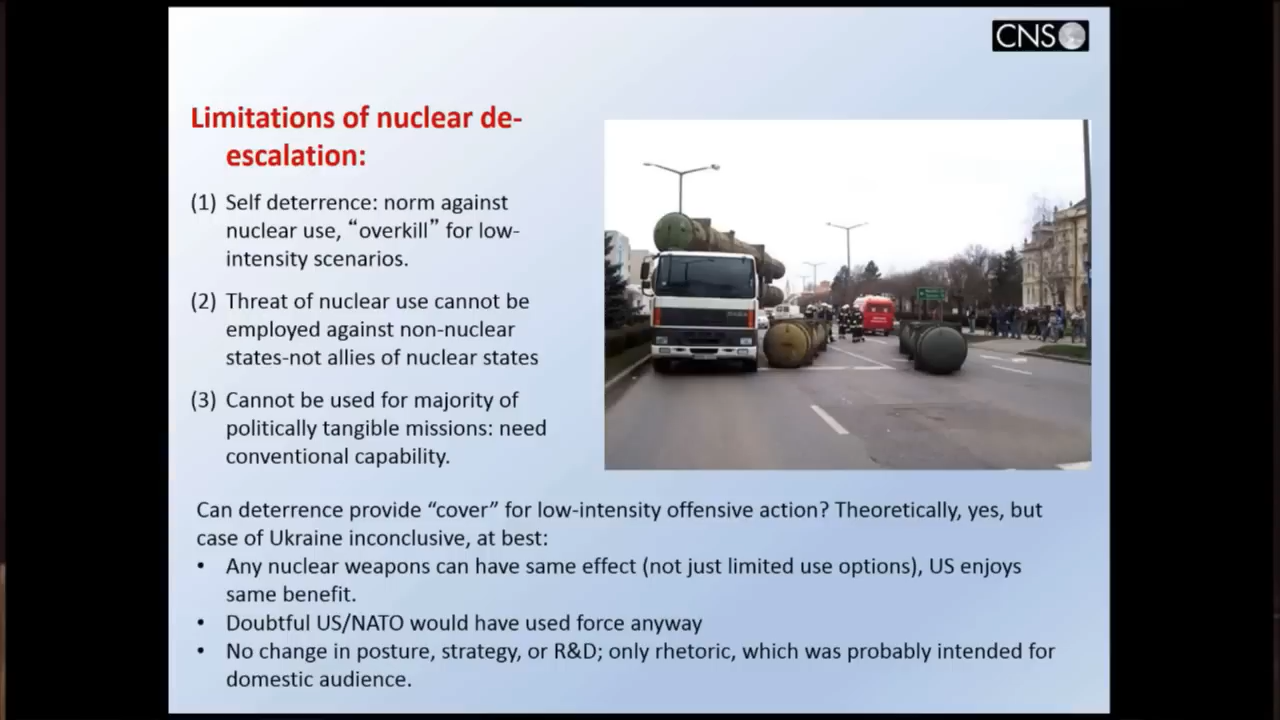 CNS
Limitations of nuclear de-
escalation:
(1) Self deterrence: norm against
nuclear use, “overkill” for low-
intensity scenarios.
(2) Threat of nuclear use cannot be
employed against non-nuclear
states-not allies of nuclear states
(3) Cannot be used for majority of
politically tangible missions: need
conventional capability.
Can deterrence provide “cover” for low-intensity offensive action? Theoretically, yes, but
case of Ukraine inconclusive, at best:
• Any nuclear weapons can have same effect (not just limited use options), US enjoys
same benefit.
• Doubtful US/NATO would have used force anyway
• No change in posture, strategy, or R&D; only rhetoric, which was probably intended for
domestic audience.